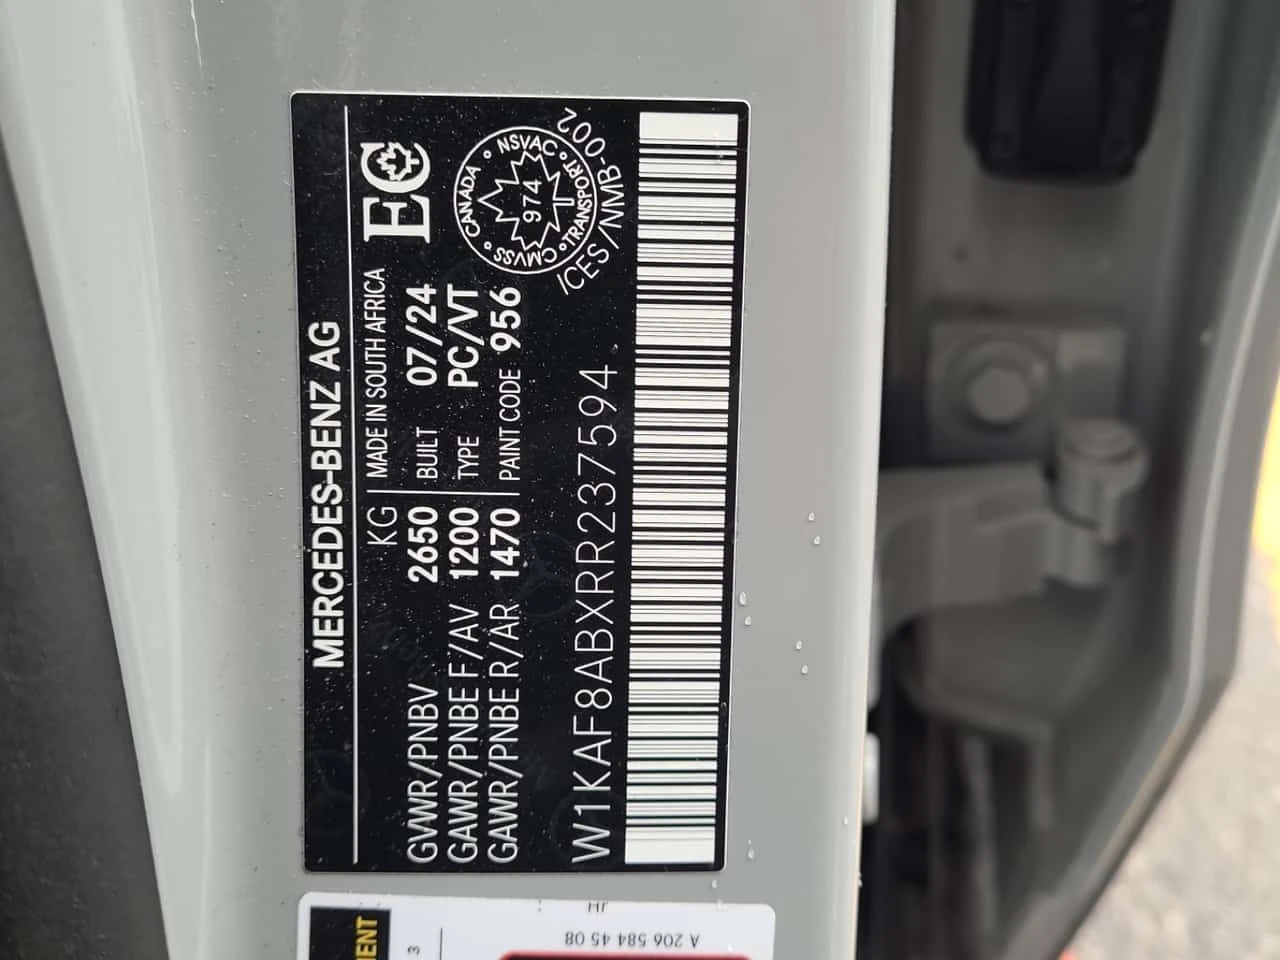 MERCEDES-BENZ AG
KG
GVWR/PNBV 2650
GAWR/PNBE F/AV 1200
GAWR/PNBE R/AR 1470
MADE IN SOUTH AFRICA
BUILT 07/24
TYPE PC/VT
PAINT CODE 956
EC
CANADA • NSVAC • TRANSPORT • CMVSS •
974
ICES/NMB-002
W1KAF8ABXRR237594
A 206 584 45 08
3